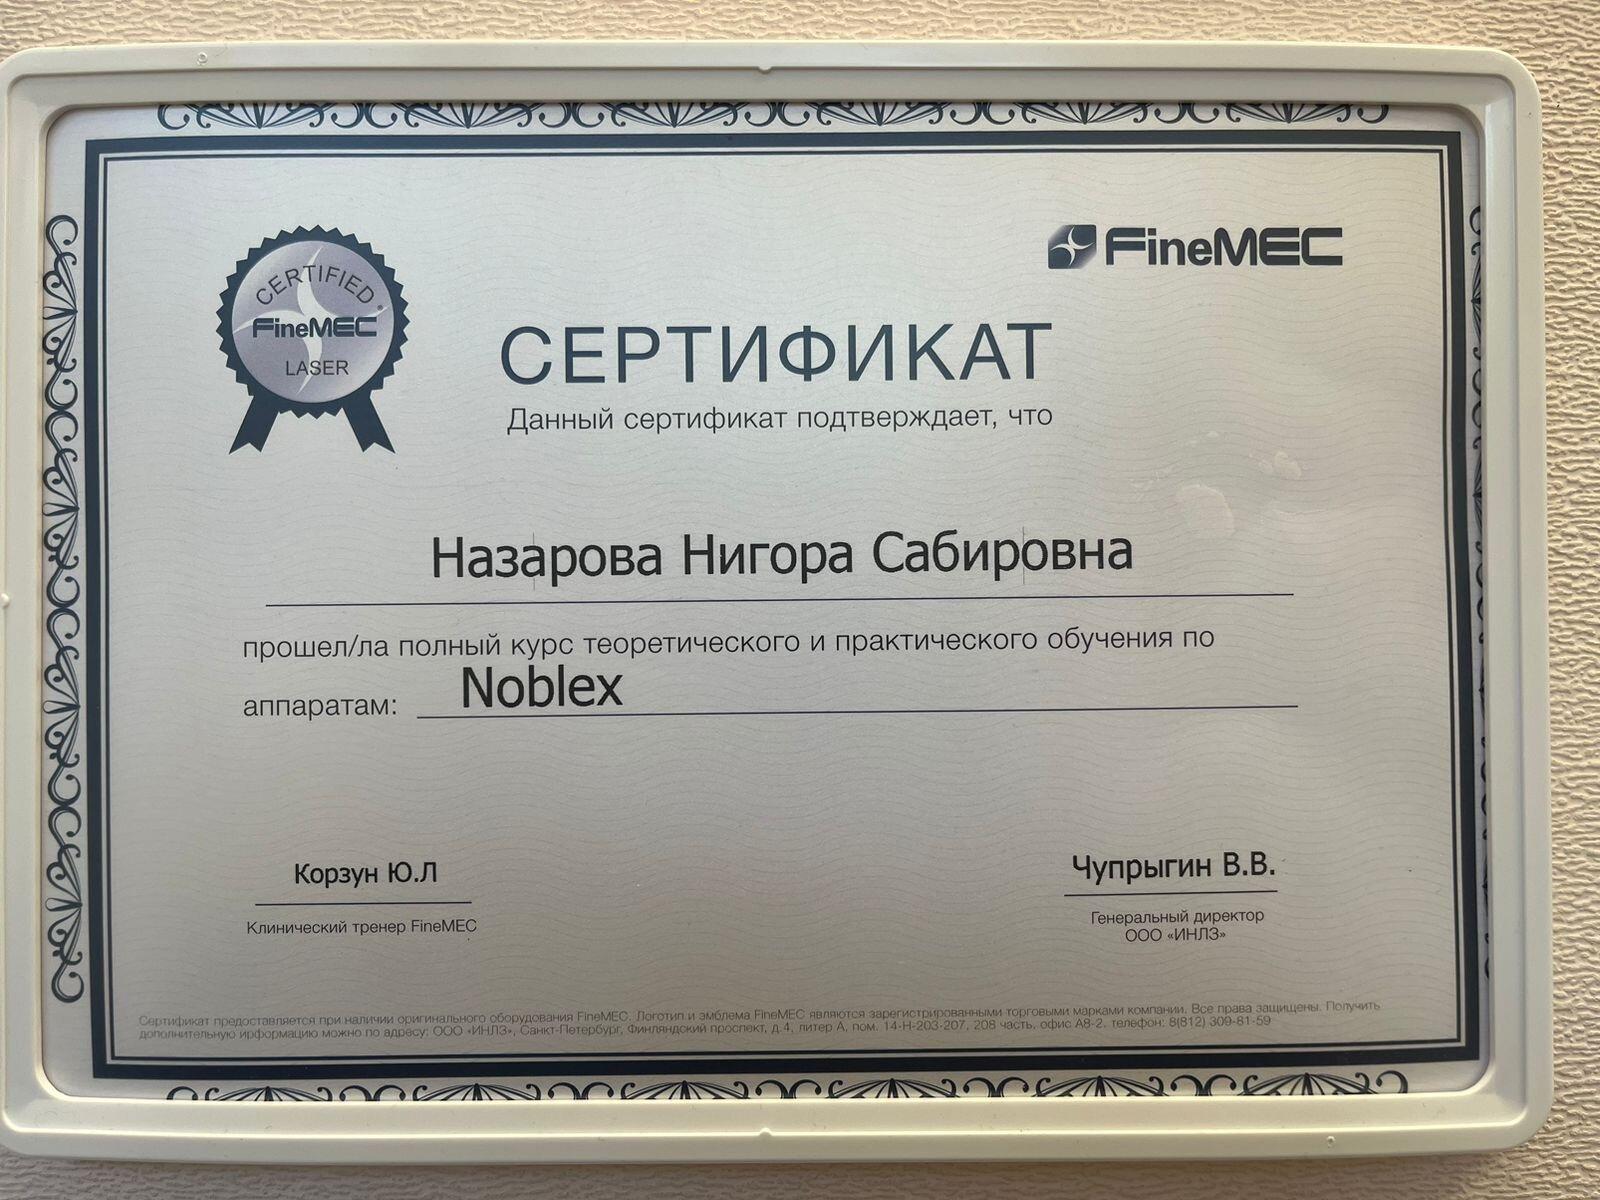 CERTIFIED
FineMEC
LASER
FineMEC
СЕРТИФИКАТ
Данный сертификат подтверждает, что
Назарова Нигора Сабировна
прошел/ла полный курс теоретического и практического обучения по
аппаратам: Noblex
Корзун Ю.Л
Клинический тренер FineMEC
Чупрыгин В.В.
Генеральный директор
ООО «ИНЛЗ»
Сертификат предоставляется при наличии оригинального оборудования FineMEC. Логотип и эмблема FineMEC являются зарегистрированными торговыми марками компании. Все права защищены. Получить
дополнительную ирформацию можно по адресу: ООО «ИНЛЗ», Санкт-Петербург, Финляндский проспект, д.4, литер А, пом. 14-Н-203-207, 208 часть, офис А8-2. телефон: 8(812) 309-81-59